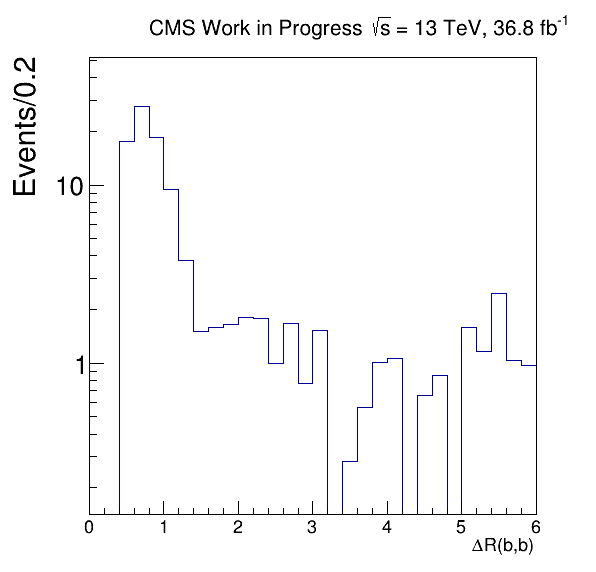 CMS Work in Progress √s = 13 TeV, 36.8 fb⁻¹
Events/0.2
10
1
0 1 2 3 4 5 6
ΔR(b,b)